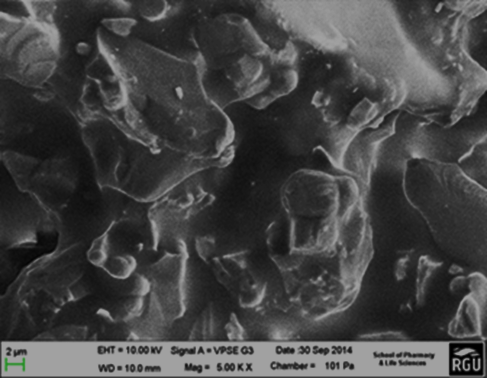 2 µm
EHT = 10.00 kV Signal A = VPSE G3 Date :30 Sep 2014
WD = 10.0 mm Mag = 5.00 K X Chamber = 101 Pa
School of Pharmacy
& Life Sciences
RGU